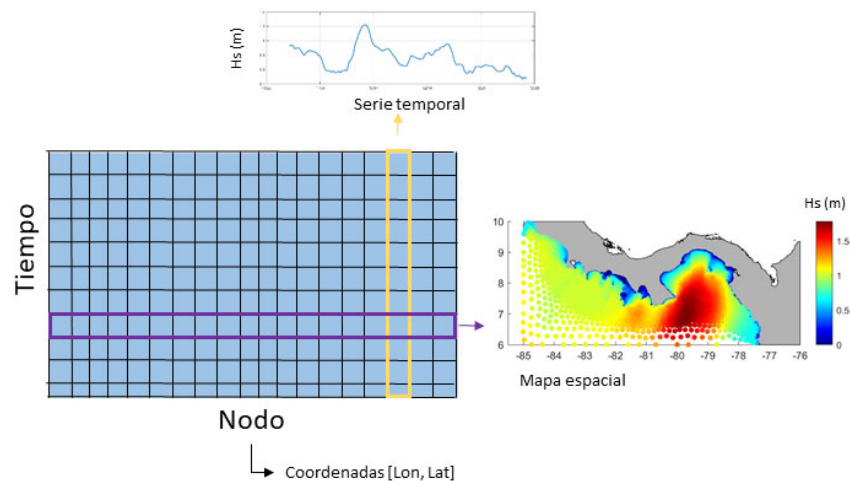 Hs (m)
Serie temporal
Tiempo
Nodo
Coordenadas [Lon, Lat]
Hs (m)
10
9
8
7
6
-85
-84
-83
-82
-81
-80
-79
-78
-77
-76
1.5
1
0.5
0
Mapa espacial